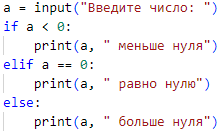 a = input("Введите число: ")
if a < 0:
    print(a, " меньше нуля")
elif a == 0:
    print(a, " равно нулю")
else:
    print(a, " больше нуля")